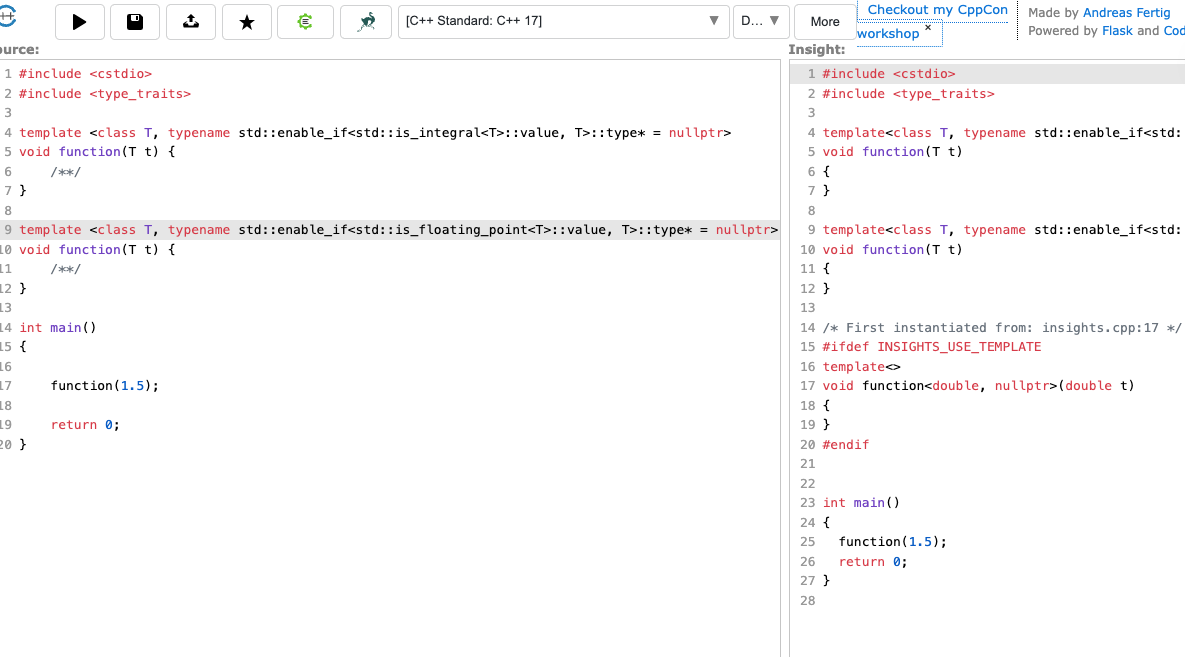 [C++ Standard: C++ 17]
D...
More
Checkout my CppCon
workshop ×
Made by Andreas Fertig
Powered by Flask and Cod
ource:
1 #include <cstdio>
2 #include <type_traits>
3
4 template <class T, typename std::enable_if<std::is_integral<T>::value, T>::type* = nullptr>
5 void function(T t) {
6     /**/
7 }
8
9 template <class T, typename std::enable_if<std::is_floating_point<T>::value, T>::type* = nullptr>
10 void function(T t) {
11     /**/
12 }
13
14 int main()
15 {
16
17     function(1.5);
18
19     return 0;
20 }
Insight:
1 #include <cstdio>
2 #include <type_traits>
3
4 template<class T, typename std::enable_if<std:
5 void function(T t)
6 {
7 }
8
9 template<class T, typename std::enable_if<std:
10 void function(T t)
11 {
12 }
13
14 /* First instantiated from: insights.cpp:17 */
15 #ifdef INSIGHTS_USE_TEMPLATE
16 template<>
17 void function<double, nullptr>(double t)
18 {
19 }
20 #endif
21
22
23 int main()
24 {
25   function(1.5);
26   return 0;
27 }
28